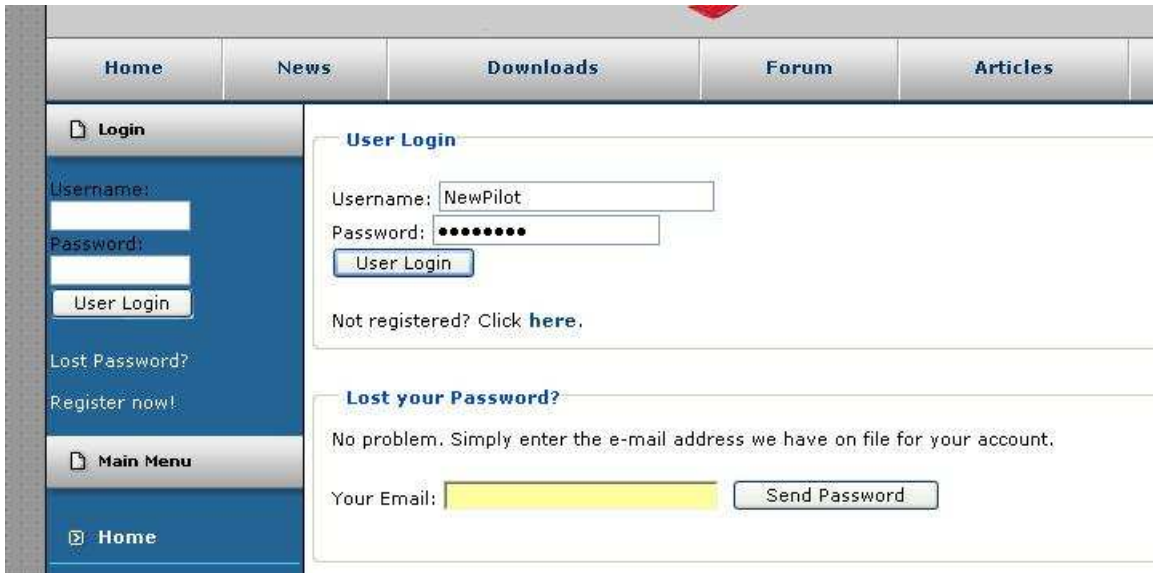 Home News Downloads Forum Articles
Login
Username:
Password:
User Login
Lost Password?
Register now!
Main Menu
Home
User Login
Username: NewPilot
Password: ••••••••
User Login
Not registered? Click here.
Lost your Password?
No problem. Simply enter the e-mail address we have on file for your account.
Your Email: Send Password